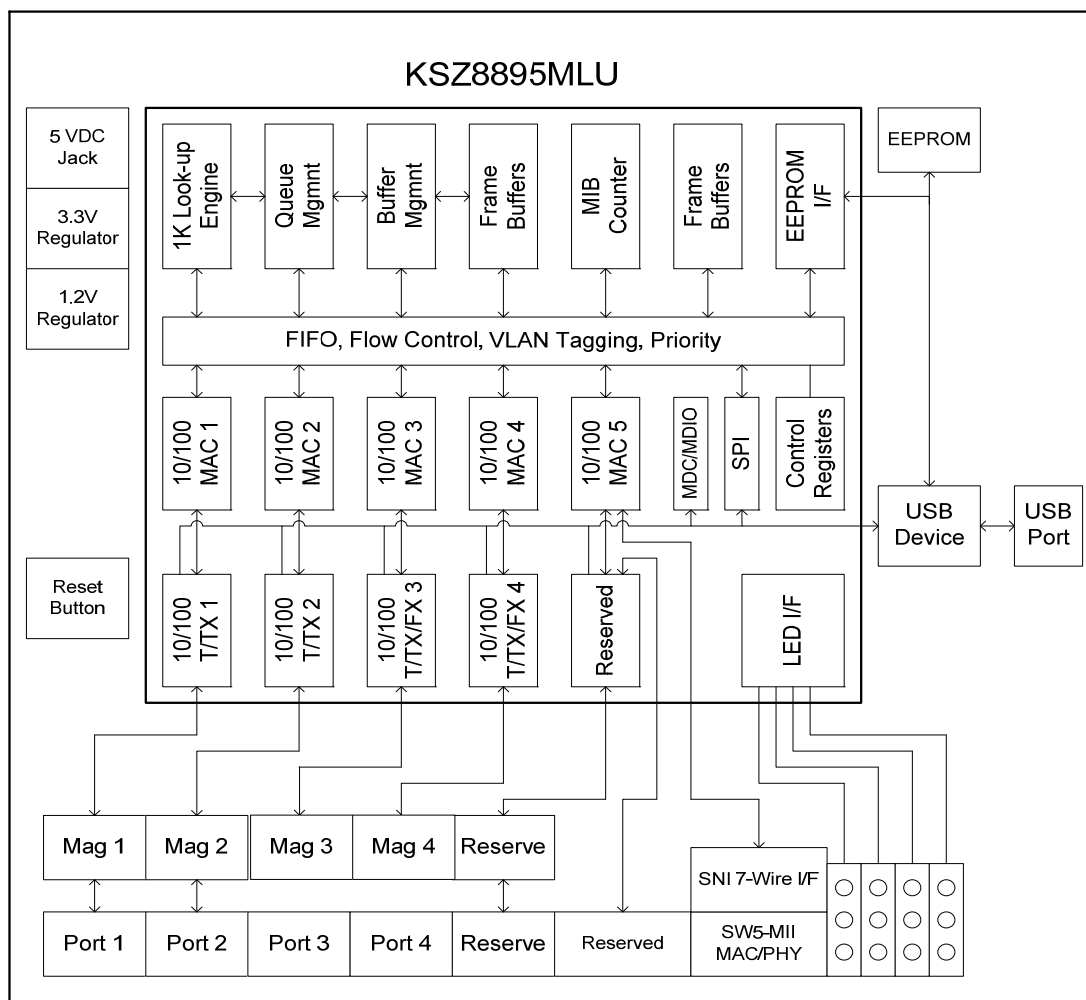 KSZ8895MLU
5 VDC
Jack
3.3V
Regulator
1.2V
Regulator
Reset
Button
1K Look-up
Engine
Queue
Mgmnt
Buffer
Mgmnt
Frame
Buffers
MIB
Counter
Frame
Buffers
EEPROM
I/F
EEPROM
FIFO, Flow Control, VLAN Tagging, Priority
10/100
MAC 1
10/100
MAC 2
10/100
MAC 3
10/100
MAC 4
10/100
MAC 5
MDC/MDIO
SPI
Control
Registers
USB
Device
USB
Port
10/100
T/TX 1
10/100
T/TX 2
10/100
T/TX/FX 3
10/100
T/TX/FX 4
Reserved
LED I/F
Mag 1
Mag 2
Mag 3
Mag 4
Reserve
SNI 7-Wire I/F
Port 1
Port 2
Port 3
Port 4
Reserve
Reserved
SW5-MII
MAC/PHY